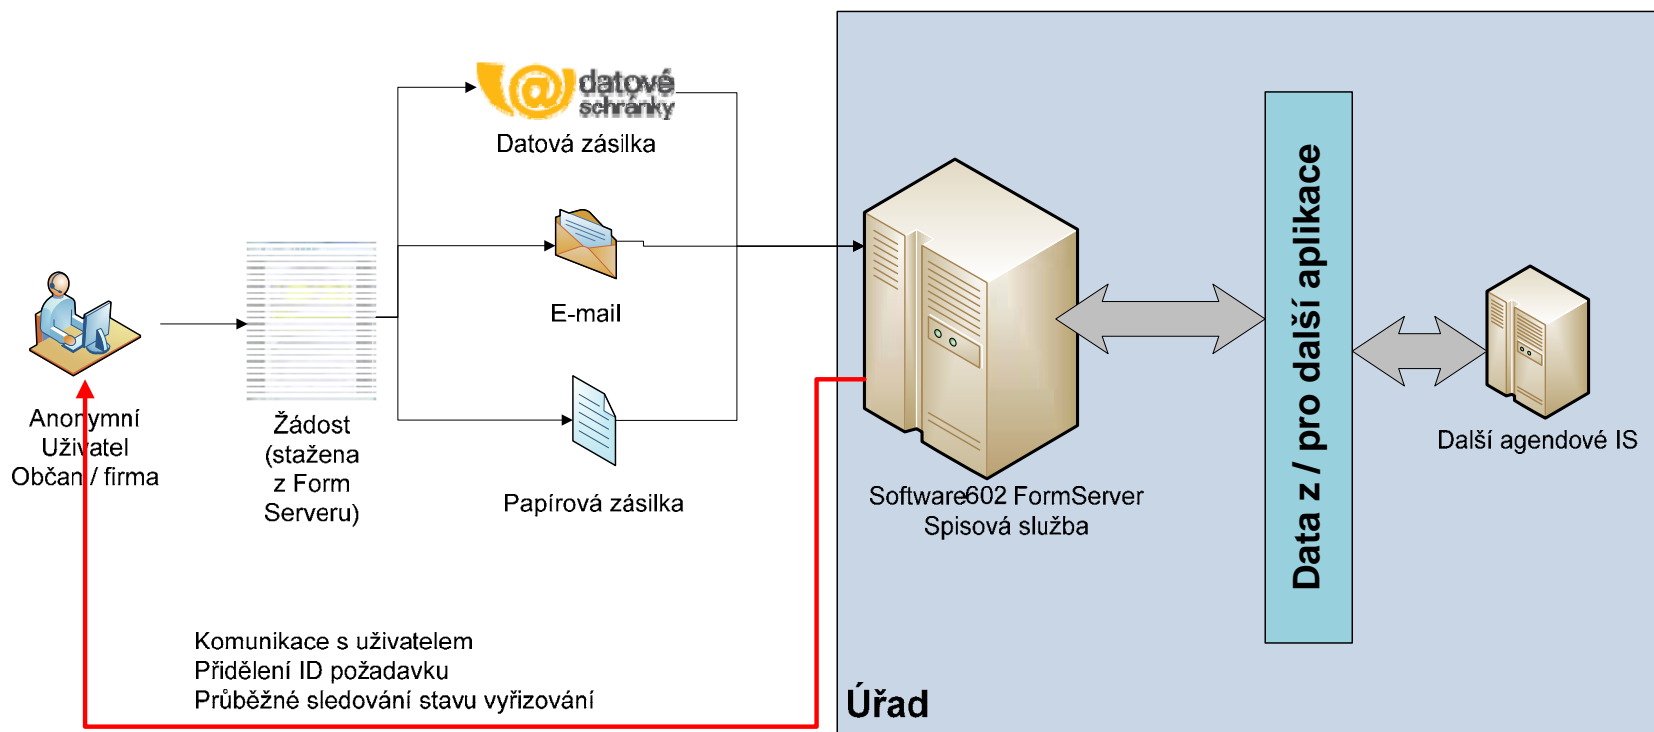 datové
schránky
Datová zásilka
E-mail
Papírová zásilka
Anonymní
Uživatel
Občan / firma
Žádost
(stažena
z Form
Serveru)
Software602 FormServer
Spisová služba
Data z / pro další aplikace
Další agendové IS
Komunikace s uživatelem
Přidělení ID požadavku
Průběžné sledování stavu vyřizování
Úřad